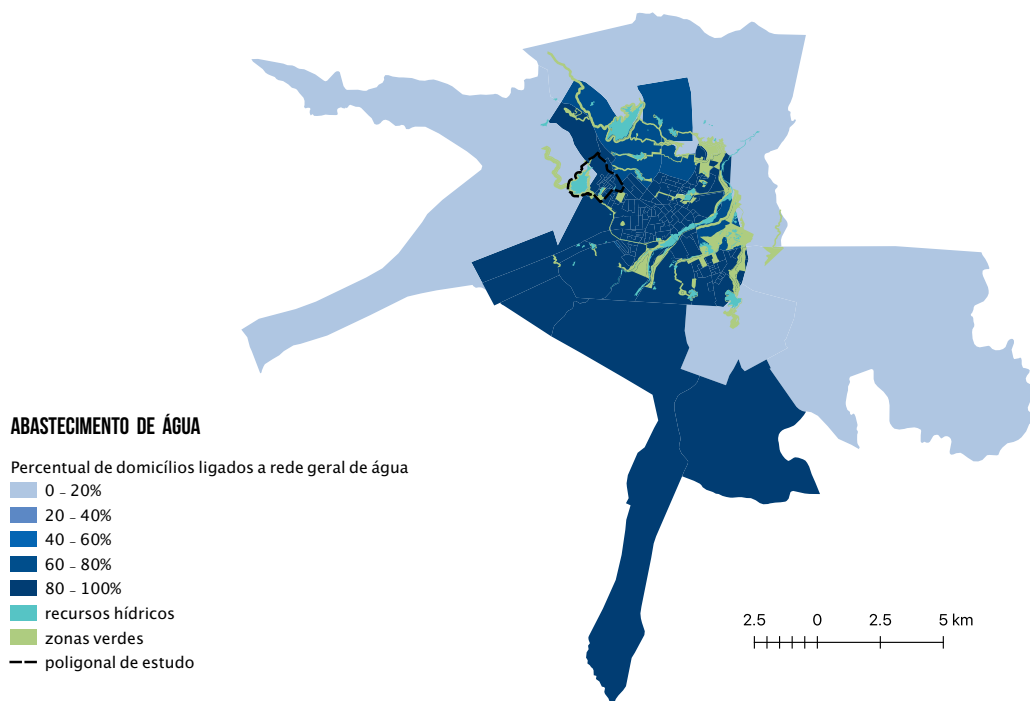 ABASTECIMENTO DE ÁGUA
Percentual de domicílios ligados a rede geral de água
0 - 20%
20 - 40%
40 - 60%
60 - 80%
80 - 100%
recursos hídricos
zonas verdes
poligonal de estudo
2.5 0 2.5 5 km